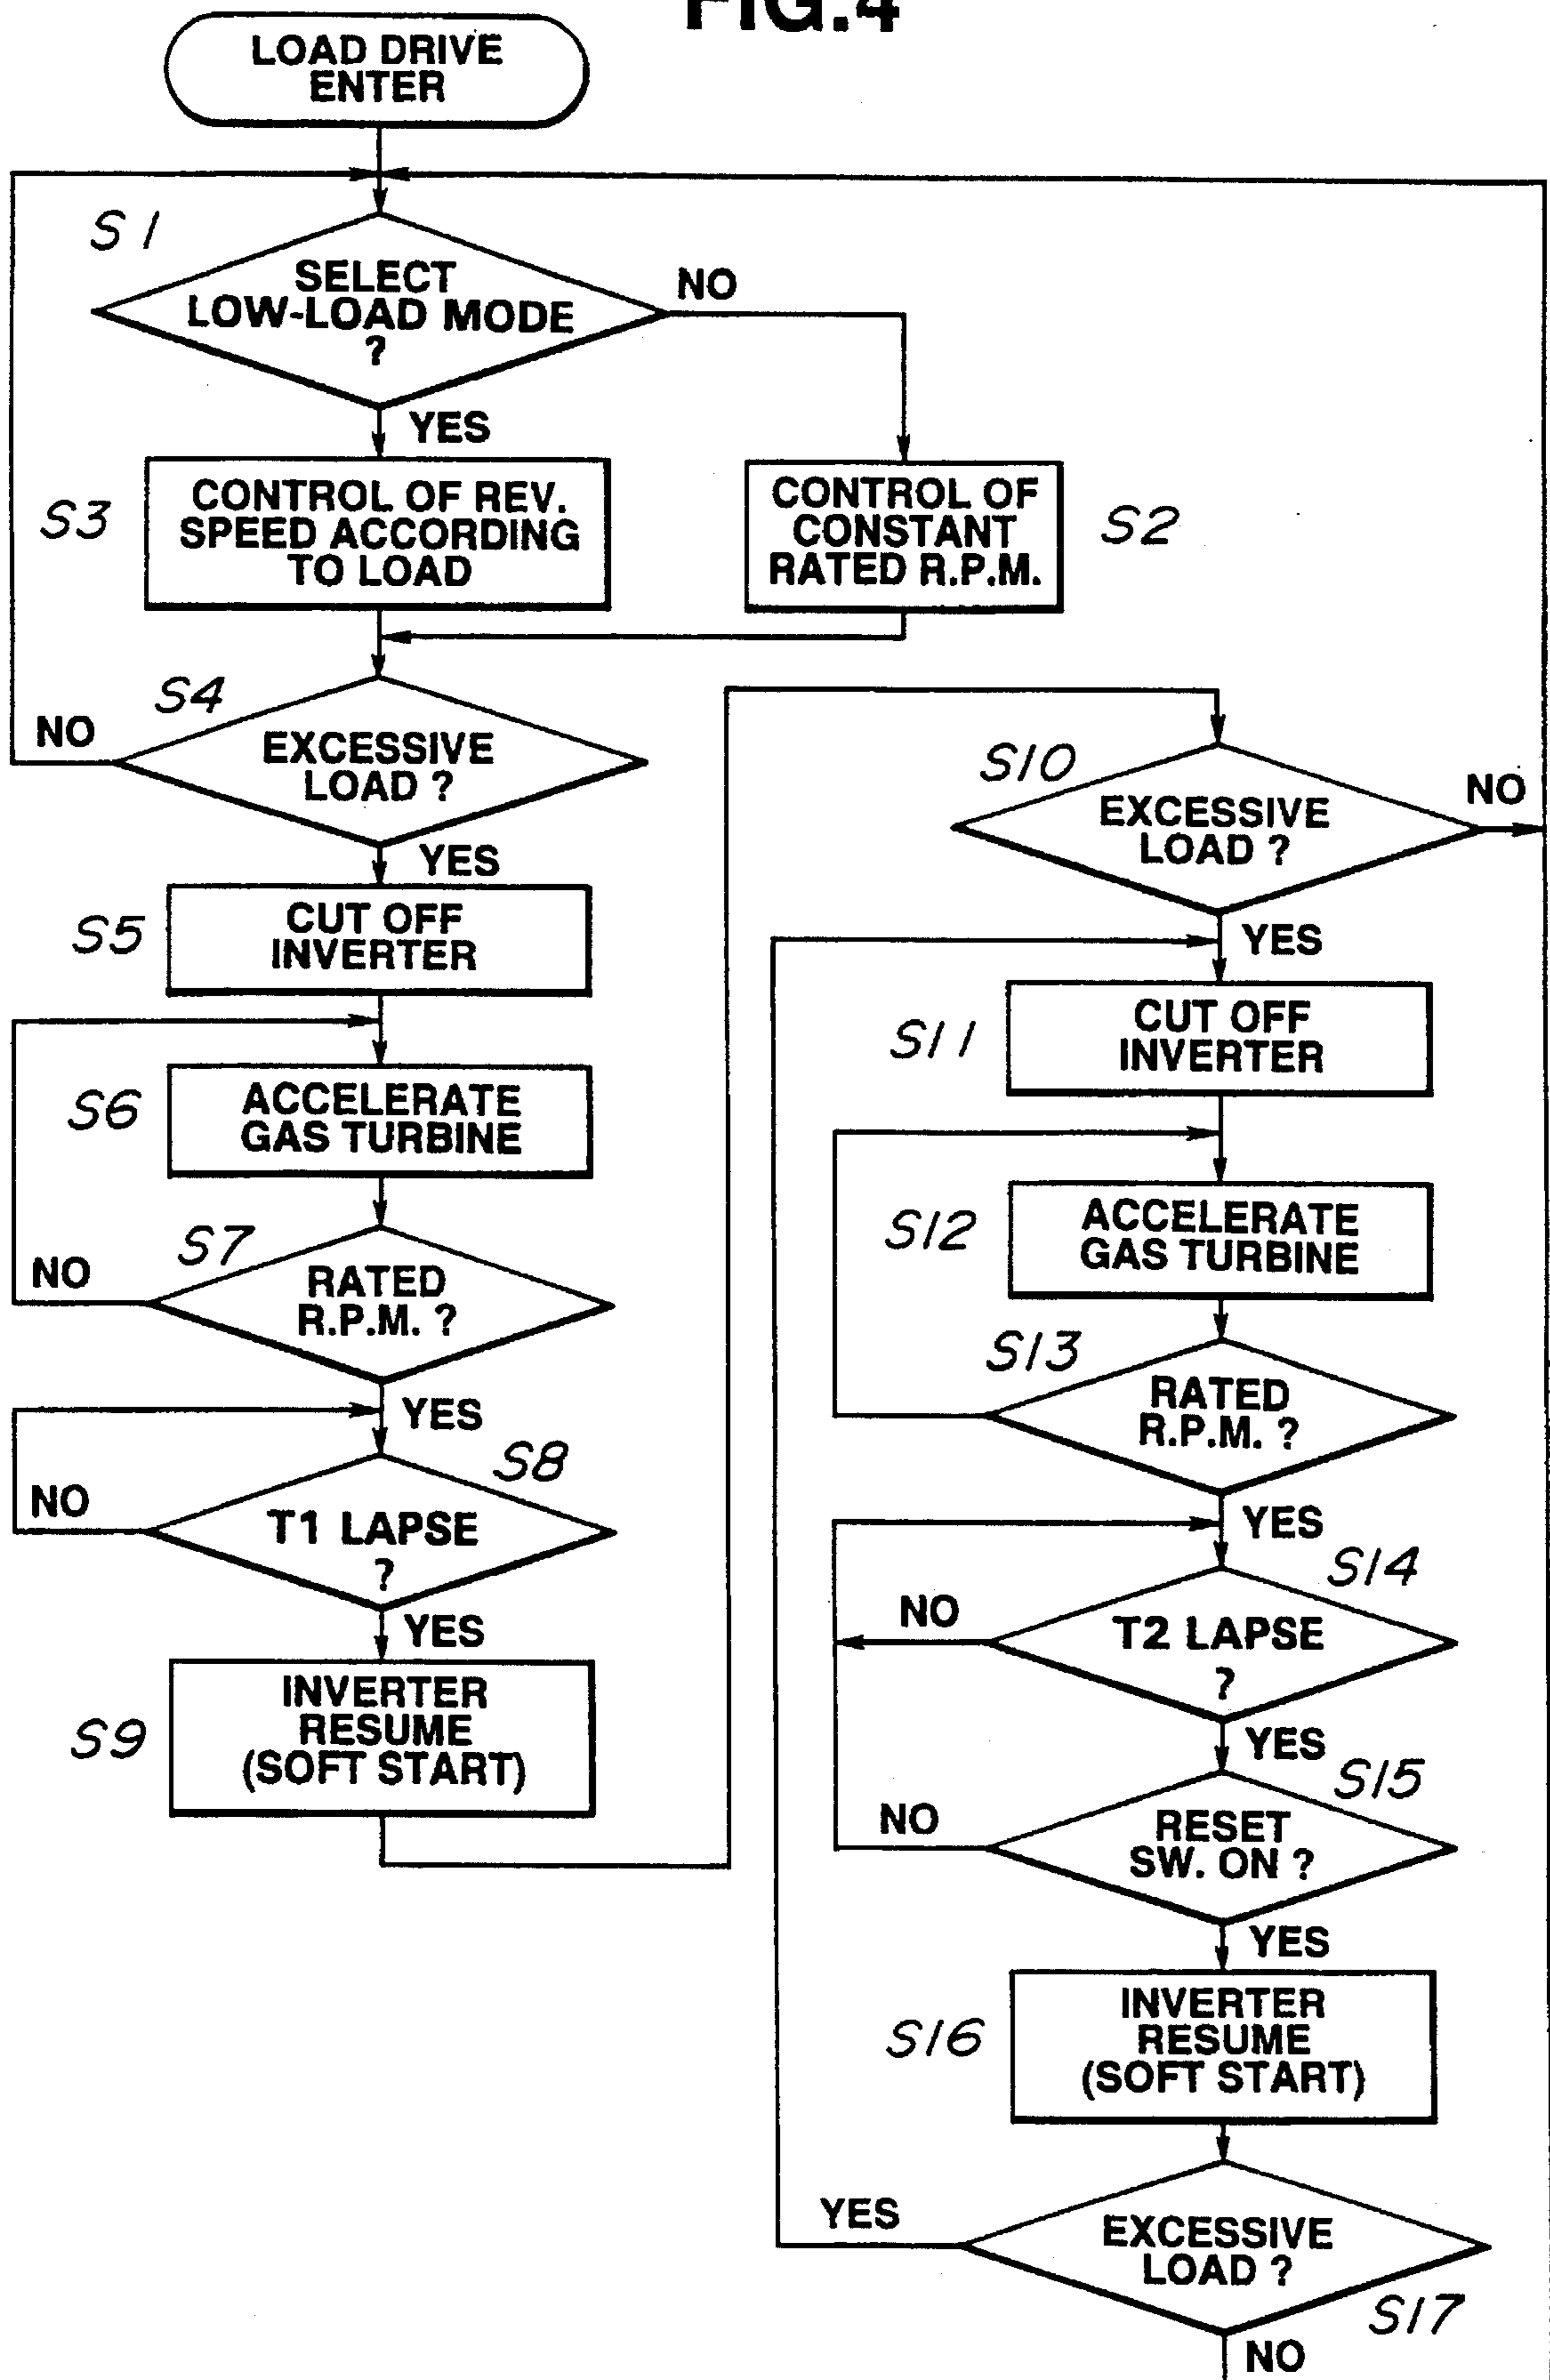 FIG.4
LOAD DRIVE
ENTER
S1
SELECT
LOW-LOAD MODE
?
NO
YES
S3
CONTROL OF REV.
SPEED ACCORDING
TO LOAD
CONTROL OF
CONSTANT
RATED R.P.M.
S2
S4
NO
EXCESSIVE
LOAD ?
YES
S5
CUT OFF
INVERTER
S6
ACCELERATE
GAS TURBINE
S7
NO
RATED
R.P.M. ?
YES
S8
NO
T1 LAPSE
?
YES
S9
INVERTER
RESUME
(SOFT START)
S10
NO
EXCESSIVE
LOAD ?
YES
S11
CUT OFF
INVERTER
S12
ACCELERATE
GAS TURBINE
S13
RATED
R.P.M. ?
YES
S14
NO
T2 LAPSE
?
YES
S15
NO
RESET
SW. ON ?
YES
S16
INVERTER
RESUME
(SOFT START)
YES
EXCESSIVE
LOAD ?
S17
NO